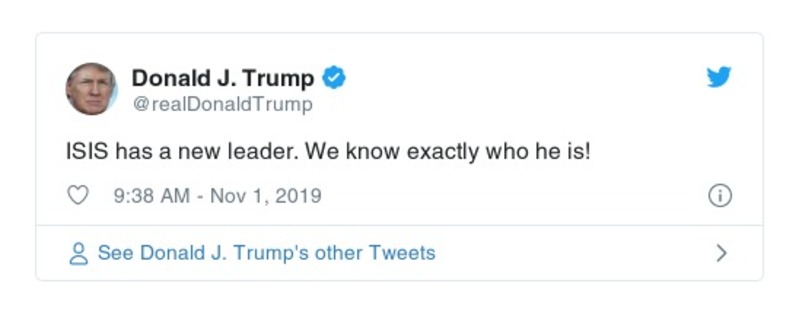 Donald J. Trump
@realDonaldTrump
ISIS has a new leader. We know exactly who he is!
9:38 AM - Nov 1, 2019
See Donald J. Trump's other Tweets